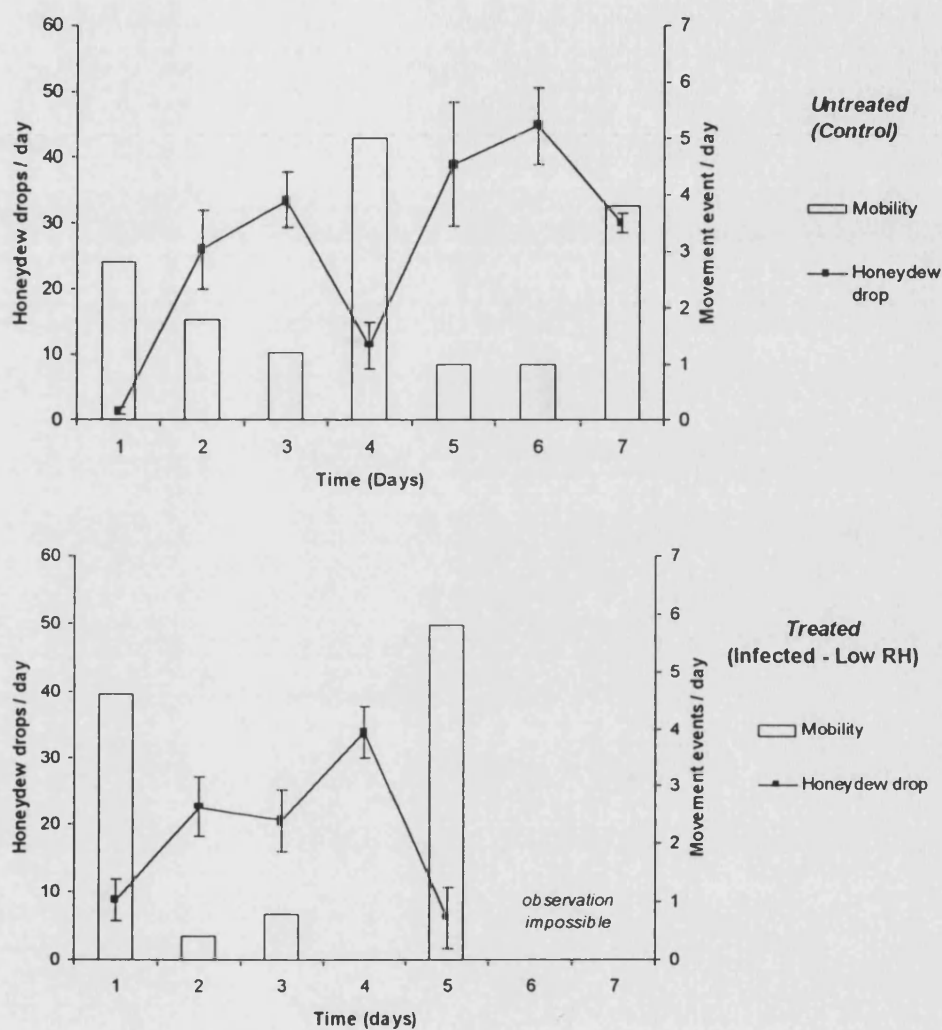 60
50
40
30
20
10
0
Honeydew drops / day
7
6
5
4
3
2
1
0
Movement event / day
1 2 3 4 5 6 7
Time (Days)
Untreated
(Control)
Mobility
Honeydew
drop
60
50
40
30
20
10
0
Honeydew drops / day
7
6
5
4
3
2
1
0
Movement events / day
observation
impossible
1 2 3 4 5 6 7
Time (days)
Treated
(Infected - Low RH)
Mobility
Honeydew drop